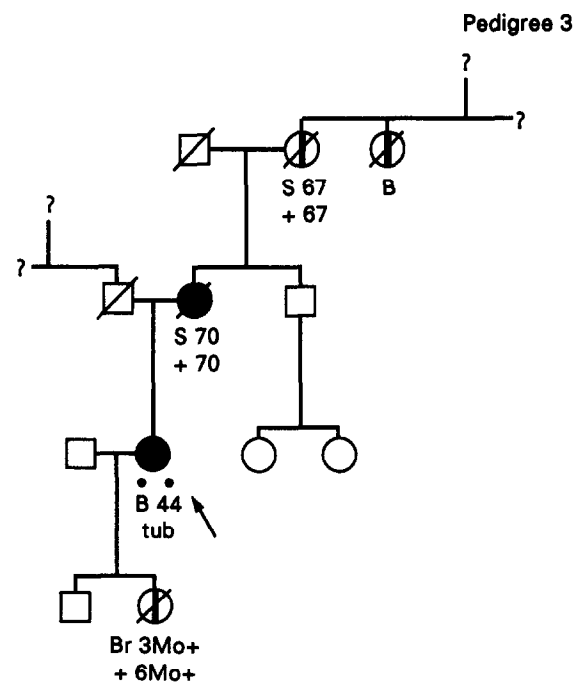 Pedigree 3
?
?
S 67
+ 67
B
?
?
S 70
+ 70
B 44
tub
Br 3Mo+
+ 6Mo+